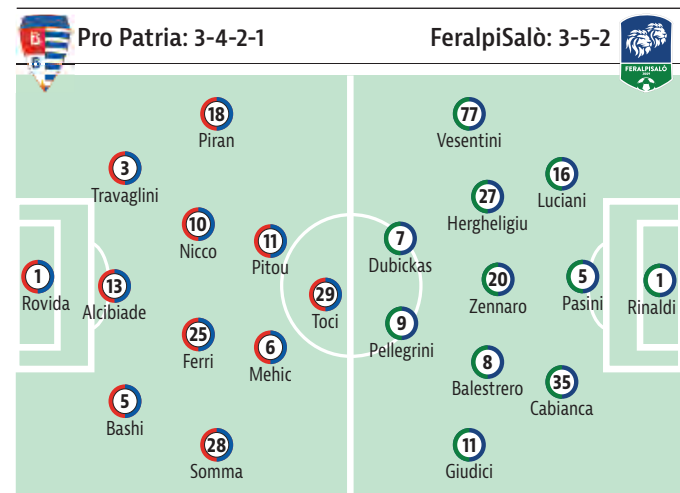 Pro Patria: 3-4-2-1
FeralpiSalò: 3-5-2
FERALPISALÒ
18
Piran
3
Travaglini
10
Nicco
11
Pitou
1
Rovida
13
Alcibiade
29
Toci
25
Ferri
6
Mehic
5
Bashi
28
Somma
77
Vesentini
16
Luciani
27
Hergheligiu
7
Dubickas
20
Zennaro
5
Pasini
1
Rinaldi
9
Pellegrini
8
Balestrero
35
Cabianca
11
Giudici